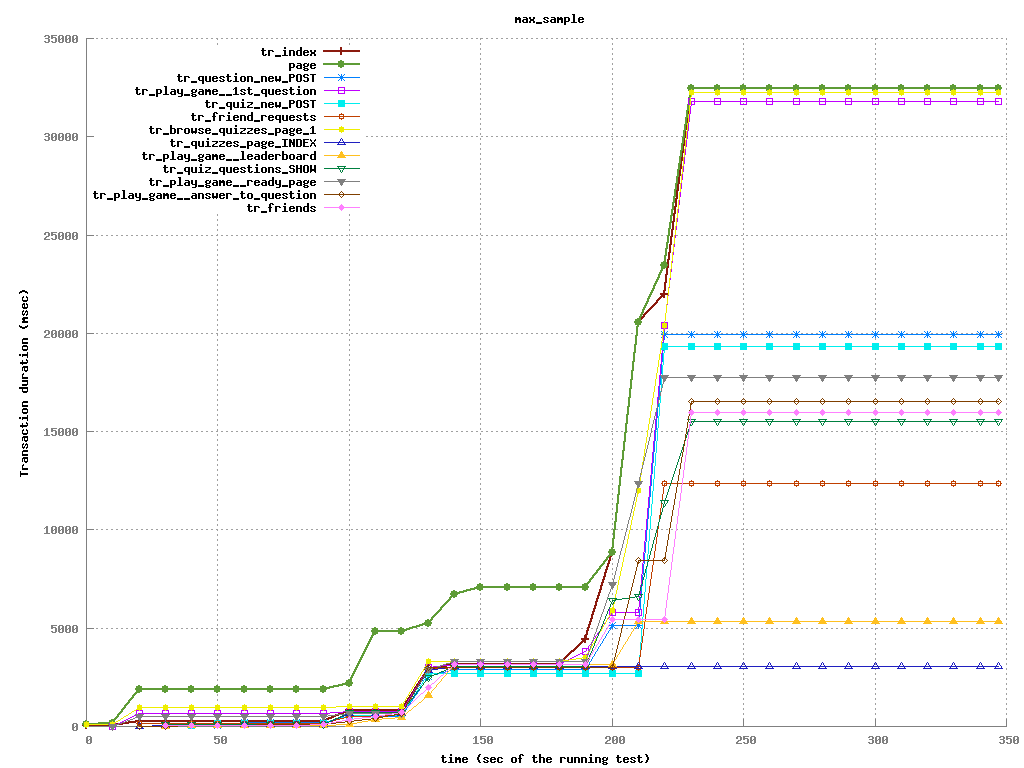 max_sample
35000
30000
25000
20000
15000
10000
5000
0
Transaction duration (msec)
tr_index
page
tr_question_new_POST
tr_play_game__1st_question
tr_quiz_new_POST
tr_friend_requests
tr_browse_quizzes_page_1
tr_quizzes_page_INDEX
tr_play_game__leaderboard
tr_quiz_questions_SHOW
tr_play_game__ready_page
tr_play_game__answer_to_question
tr_friends
0 50 100 150 200 250 300 350
time (sec of the running test)